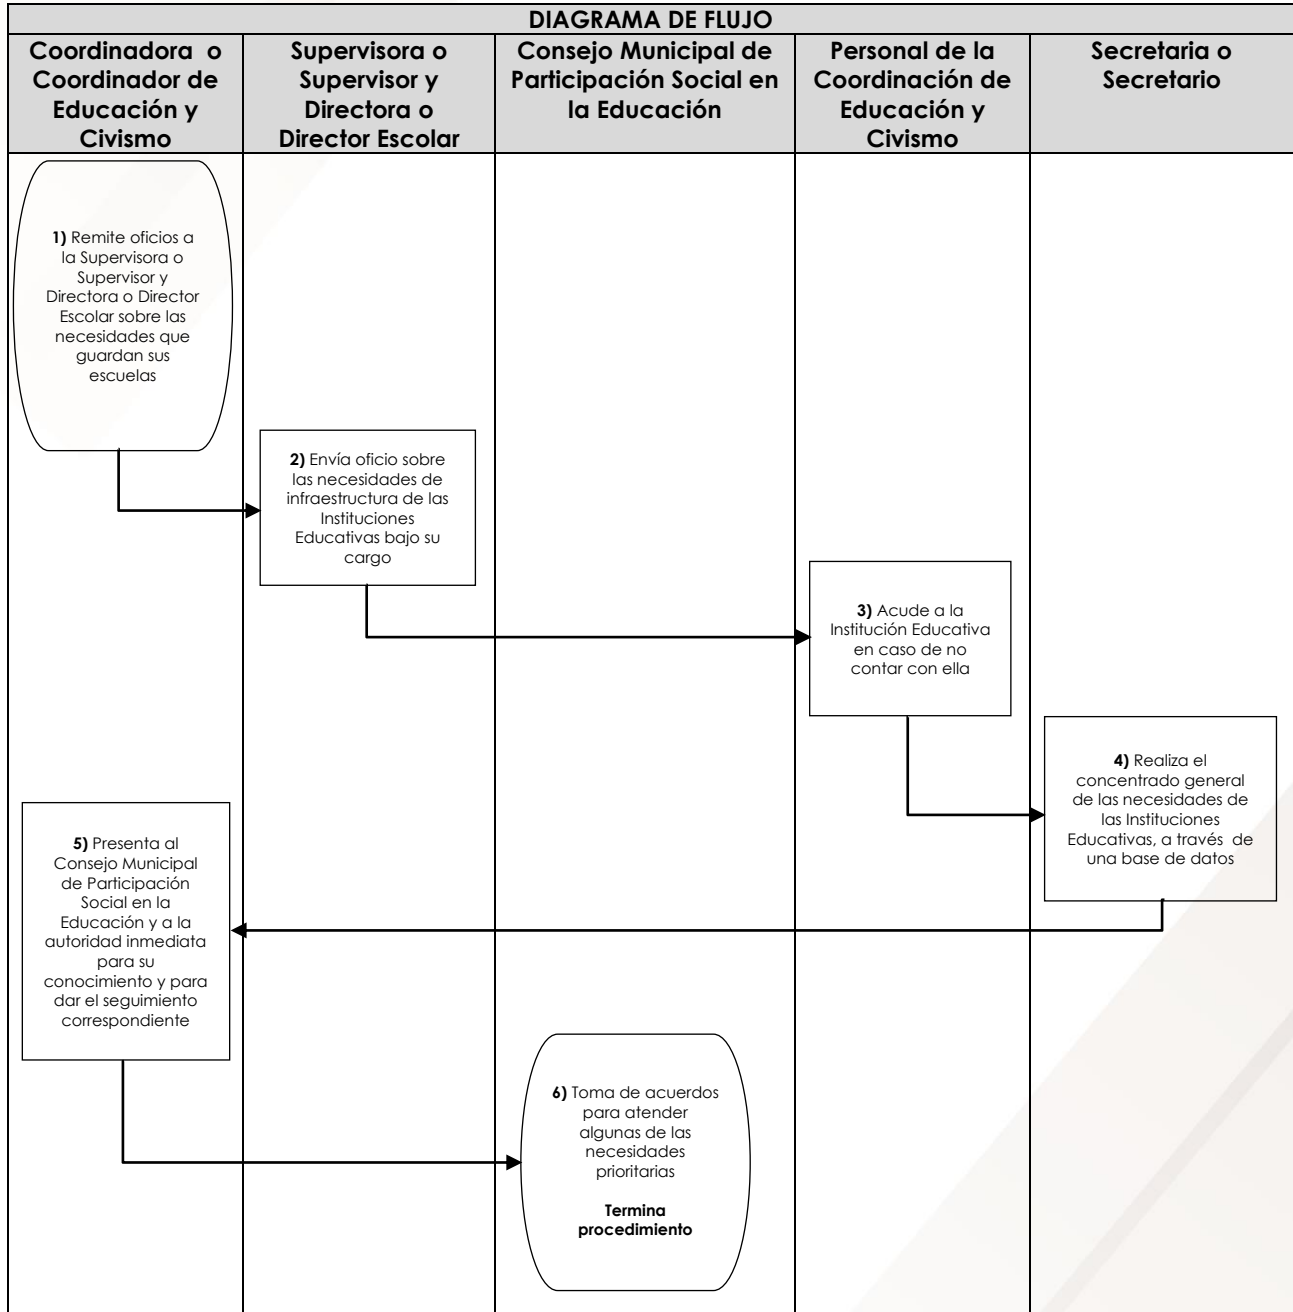 DIAGRAMA DE FLUJO
Coordinadora o
Coordinador de
Educación y
Civismo
Supervisora o
Supervisor y
Directora o
Director Escolar
Consejo Municipal de
Participación Social en
la Educación
Personal de la
Coordinación de
Educación y
Civismo
Secretaria o
Secretario
1) Remite oficios a
la Supervisora o
Supervisor y
Directora o Director
Escolar sobre las
necesidades que
guardan sus
escuelas
2) Envía oficio sobre
las necesidades de
infraestructura de las
Instituciones
Educativas bajo su
cargo
3) Acude a la
Institución Educativa
en caso de no
contar con ella
4) Realiza el
concentrado general
de las necesidades de
las Instituciones
Educativas, a través de
una base de datos
5) Presenta al
Consejo Municipal
de Participación
Social en la
Educación y a la
autoridad inmediata
para su
conocimiento y para
dar el seguimiento
correspondiente
6) Toma de acuerdos
para atender
algunas de las
necesidades
prioritarias
Termina
procedimiento